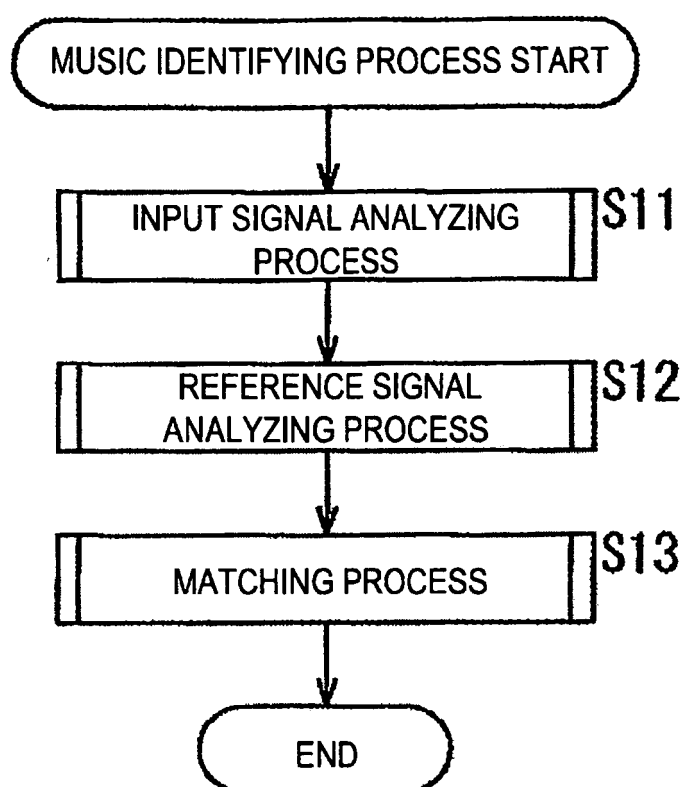 MUSIC IDENTIFYING PROCESS START
INPUT SIGNAL ANALYZING
PROCESS
S11
REFERENCE SIGNAL
ANALYZING PROCESS
S12
MATCHING PROCESS
S13
END